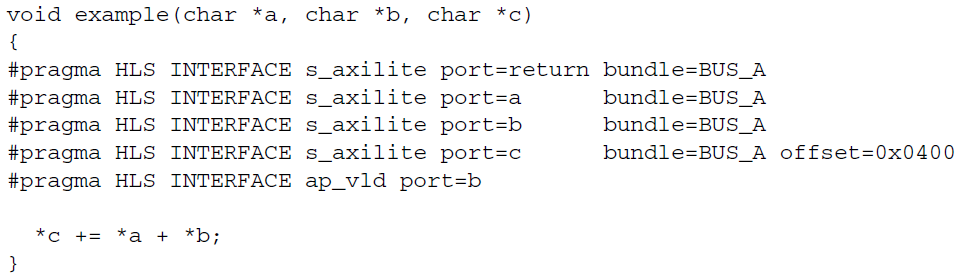 void example(char *a, char *b, char *c)
{
#pragma HLS INTERFACE s_axilite port=return bundle=BUS_A
#pragma HLS INTERFACE s_axilite port=a      bundle=BUS_A
#pragma HLS INTERFACE s_axilite port=b      bundle=BUS_A
#pragma HLS INTERFACE s_axilite port=c      bundle=BUS_A offset=0x0400
#pragma HLS INTERFACE ap_vld port=b

  *c += *a + *b;
}